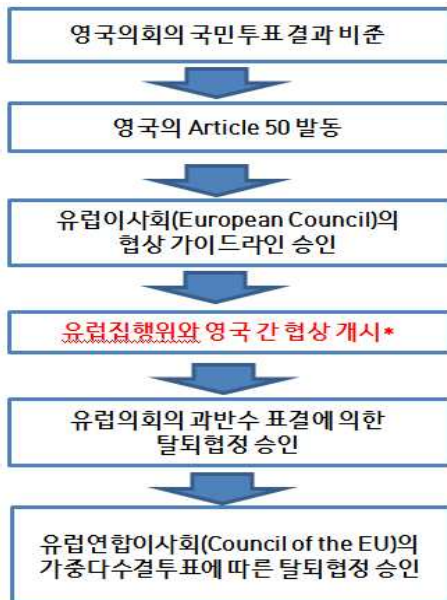 영국의회의 국민투표 결과 비준
영국의 Article 50 발동
유럽이사회(European Council)의
협상 가이드라인 승인
유럽집행위와 영국 간 협상 개시*
유럽의회의 과반수 표결에 의한
탈퇴협정 승인
유럽연합이사회(Council of the EU)의
가중다수결투표에 따른 탈퇴협정 승인